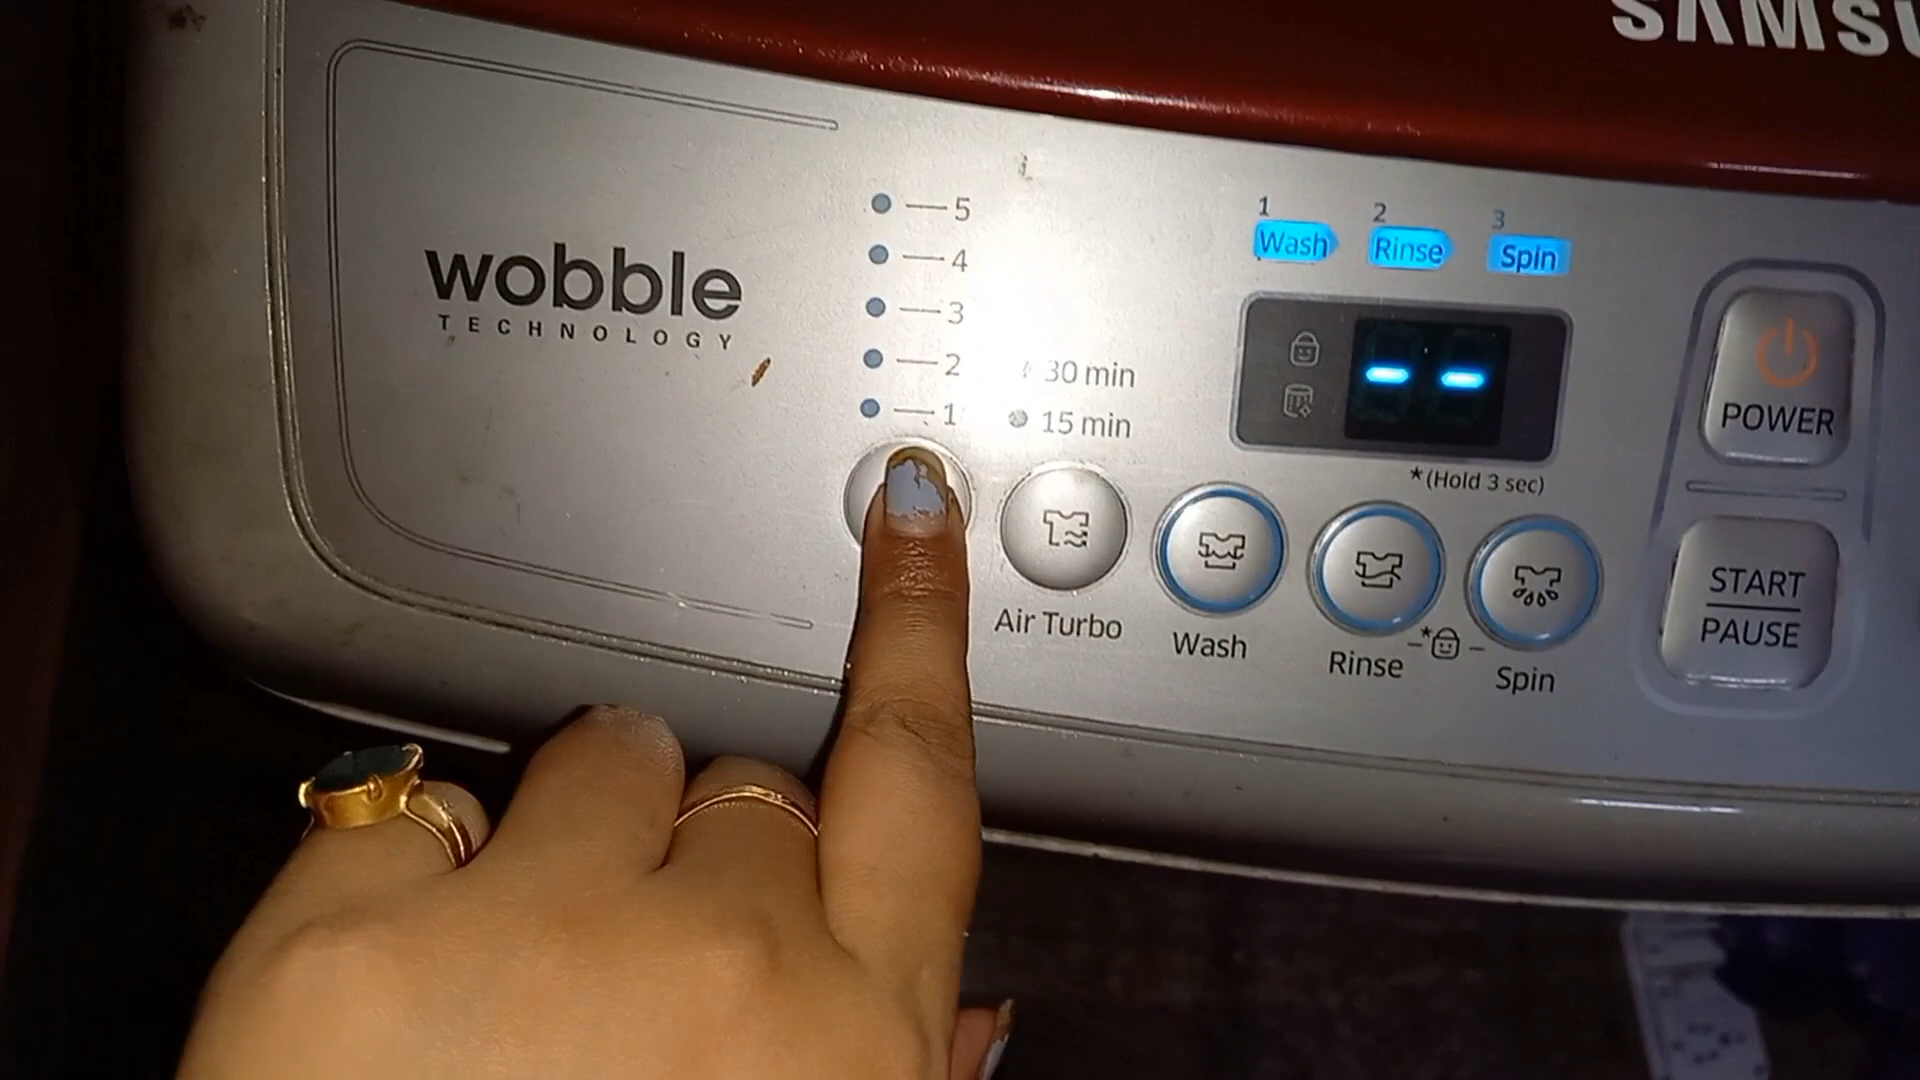 SAMSU
wobble
TECHNOLOGY
5
4
3
2
1
30 min
15 min
1 2 3
Wash Rinse Spin
--
*(Hold 3 sec)
POWER
START
PAUSE
Air Turbo
Wash
Rinse
*
Spin